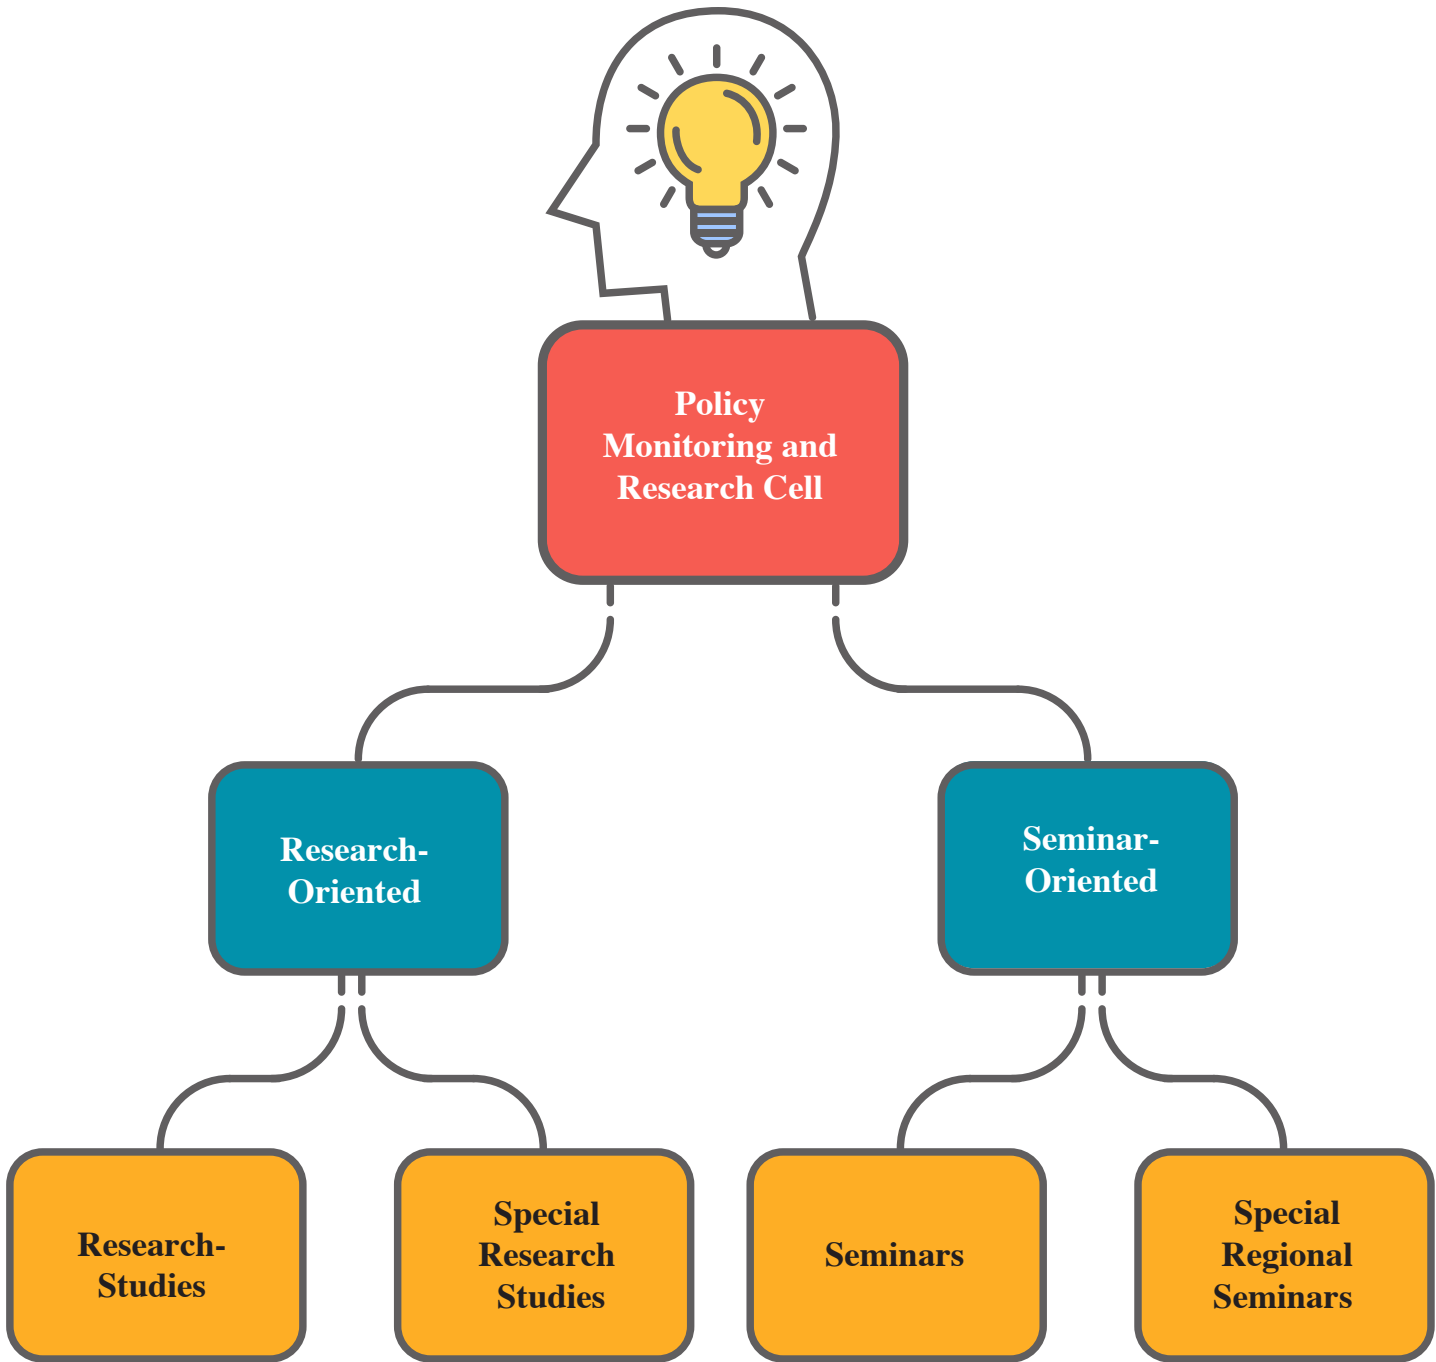 Policy
Monitoring and
Research Cell
Research-
Oriented
Seminar-
Oriented
Research-
Studies
Special
Research
Studies
Seminars
Special
Regional
Seminars